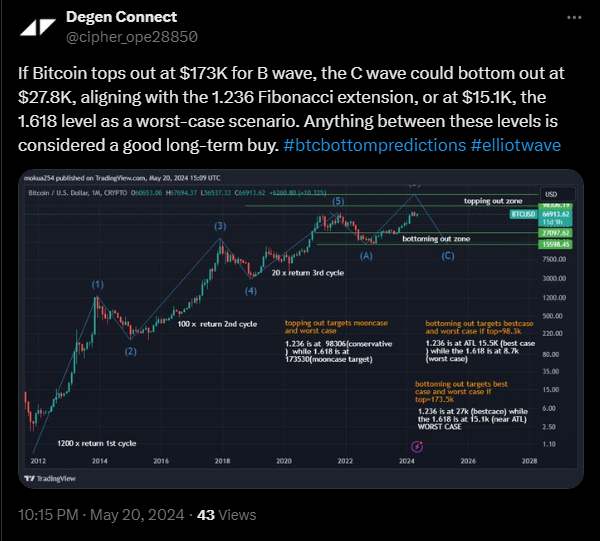 Degen Connect
@cipher_ope28850
If Bitcoin tops out at $173K for B wave, the C wave could bottom out at
$27.8K, aligning with the 1.236 Fibonacci extension, or at $15.1K, the
1.618 level as a worst-case scenario. Anything between these levels is
considered a good long-term buy. #btcbottompredictions #elliotwave
mokua254 published on TradingView.com, May 20, 2024 15:09 UTC
Bitcoin / U.S. Dollar, 1M, CRYPTO O60653.06 H67694.37 L56537.33 C66913.62 +6260.80 (+10.32%)
USD
topping out zone
98306.19
(5)
BTCUSD 66913.62
11d 9h
(3)
27097.62
bottoming out zone
15598.45
(A)
(C)
7500.00
20 x return 3rd cycle
3000.00
(1)
(4)
1200.00
500.00
100 x return 2nd cycle
topping out targets mooncase
and worst case
bottoming out targets bestcase
and worst case if top=98.3k
220.00
1.236 is at 98306(conservative
) while 1.618 is at
173530(mooncase target)
1.236 is at ATL 15.5K (best case
) while the 1.618 is at 8.7k
(worst case)
(2)
80.00
35.00
bottoming out targets best
case and worst case if
top=173.5k
15.00
1.236 is at 27k (bestcace) while
the 1.618 is at 15.1k (near ATL)
WORST CASE
6.00
2.50
1200 x return 1st cycle
1.10
2012 2014 2016 2018 2020 2022 2024 2026 2028
TradingView
10:15 PM · May 20, 2024 · 43 Views